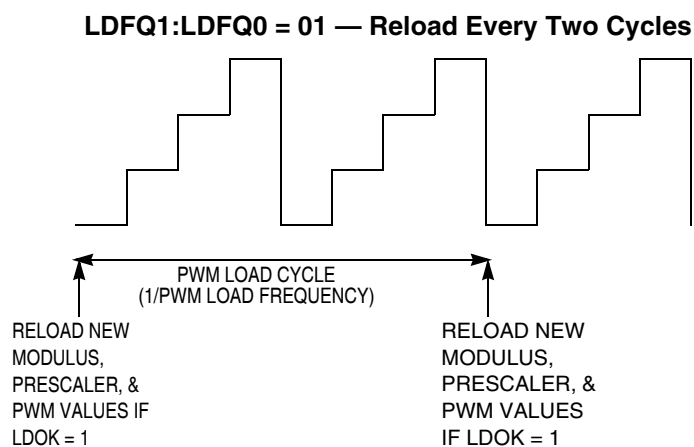 LDFQ1:LDFQ0 = 01 — Reload Every Two Cycles
PWM LOAD CYCLE
(1/PWM LOAD FREQUENCY)
RELOAD NEW
MODULUS,
PRESCALER, &
PWM VALUES IF
LDOK = 1
RELOAD NEW
MODULUS,
PRESCALER, &
PWM VALUES
IF LDOK = 1